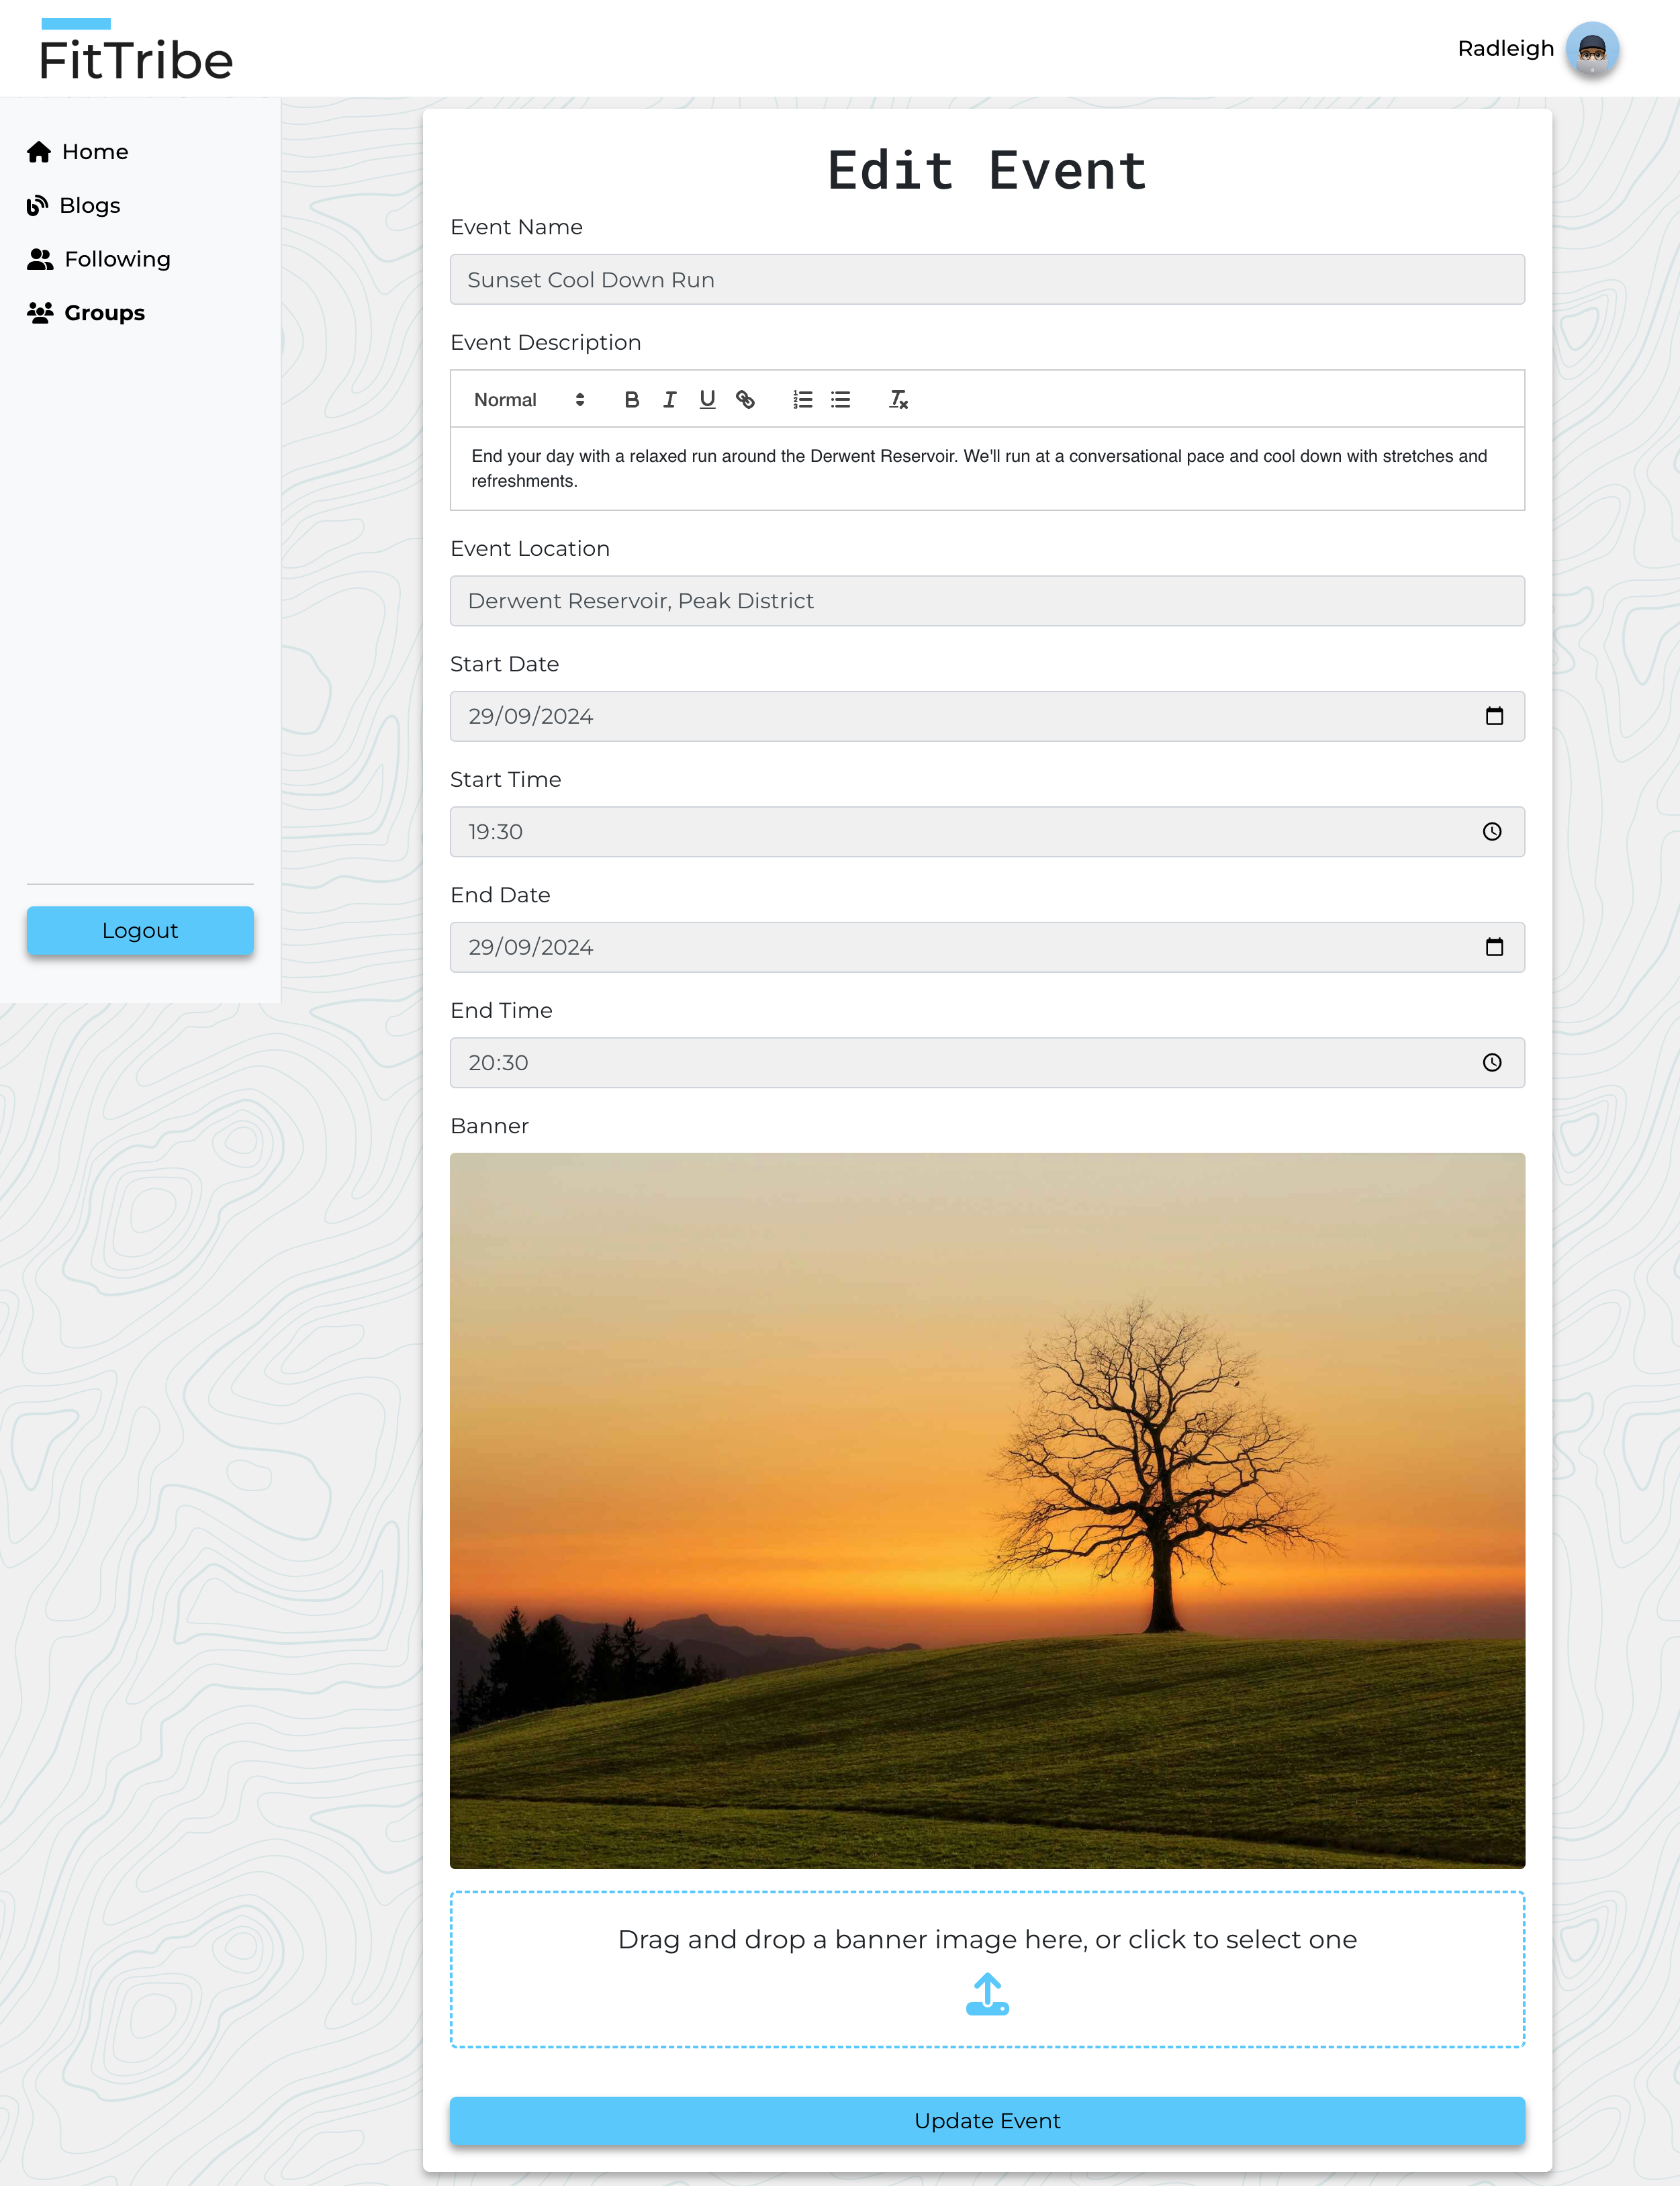 FitTribe
Radleigh
Home
Blogs
Following
Groups
Logout
Edit Event
Event Name
Sunset Cool Down Run
Event Description
Normal
End your day with a relaxed run around the Derwent Reservoir. We'll run at a conversational pace and cool down with stretches and
refreshments.
Event Location
Derwent Reservoir, Peak District
Start Date
29/09/2024
Start Time
19:30
End Date
29/09/2024
End Time
20:30
Banner
Drag and drop a banner image here, or click to select one
Update Event